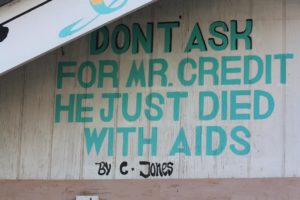 DONT ASK
FOR MR. CREDIT
HE JUST DIED
WITH AIDS
By C. Jones